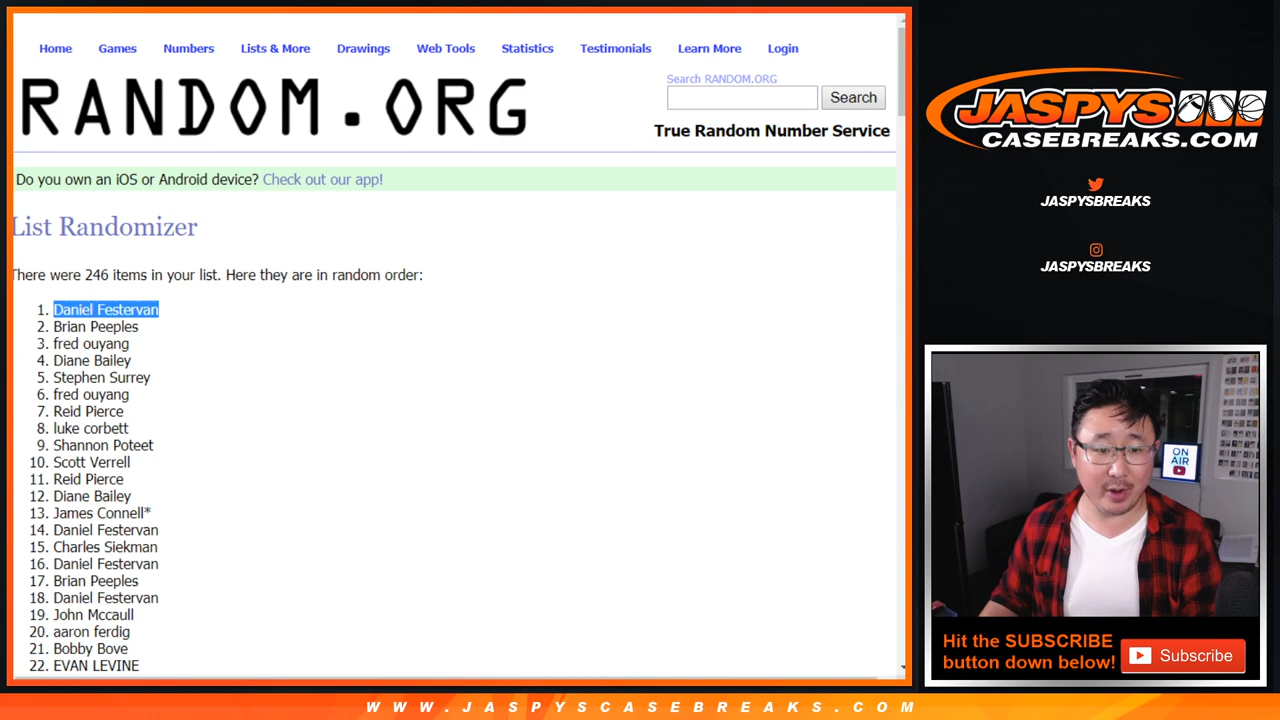 Home Games Numbers Lists & More Drawings Web Tools Statistics Testimonials Learn More Login
RANDOM.ORG
Search RANDOM.ORG
Search
True Random Number Service
Do you own an iOS or Android device? Check out our app!
List Randomizer
There were 246 items in your list. Here they are in random order:
1. Daniel Festervan
2. Brian Peeples
3. fred ouyang
4. Diane Bailey
5. Stephen Surrey
6. fred ouyang
7. Reid Pierce
8. luke corbett
9. Shannon Poteet
10. Scott Verrell
11. Reid Pierce
12. Diane Bailey
13. James Connell*
14. Daniel Festervan
15. Charles Siekman
16. Daniel Festervan
17. Brian Peeples
18. Daniel Festervan
19. John Mccaull
20. aaron ferdig
21. Bobby Bove
22. EVAN LEVINE
JASPYS
CASEBREAKS.COM
JASPYSBREAKS
JASPYSBREAKS
ON
AIR
Hit the SUBSCRIBE
button down below!
Subscribe
WWW.JASPYSCASEBREAKS.COM